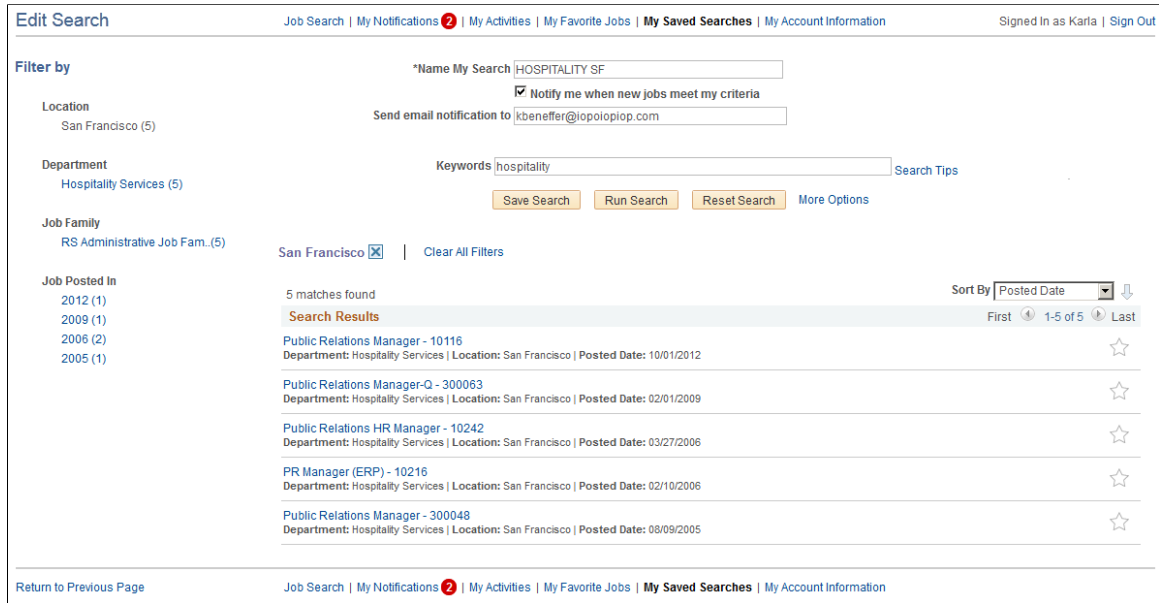 Edit Search
Job Search | My Notifications 2 | My Activities | My Favorite Jobs | My Saved Searches | My Account Information
Signed In as Karla | Sign Out
Filter by
Location
San Francisco (5)
Department
Hospitality Services (5)
Job Family
RS Administrative Job Fam..(5)
Job Posted In
2012 (1)
2009 (1)
2006 (2)
2005 (1)
*Name My Search HOSPITALITY SF
Notify me when new jobs meet my criteria
Send email notification to kbeneffer@iopoiopiop.com
Keywords hospitality Search Tips
Save Search Run Search Reset Search More Options
San Francisco | Clear All Filters
5 matches found
Sort By Posted Date
Search Results
First 1-5 of 5 Last
Public Relations Manager - 10116
Department: Hospitality Services | Location: San Francisco | Posted Date: 10/01/2012
Public Relations Manager-Q - 300063
Department: Hospitality Services | Location: San Francisco | Posted Date: 02/01/2009
Public Relations HR Manager - 10242
Department: Hospitality Services | Location: San Francisco | Posted Date: 03/27/2006
PR Manager (ERP) - 10216
Department: Hospitality Services | Location: San Francisco | Posted Date: 02/10/2006
Public Relations Manager - 300048
Department: Hospitality Services | Location: San Francisco | Posted Date: 08/09/2005
Return to Previous Page
Job Search | My Notifications 2 | My Activities | My Favorite Jobs | My Saved Searches | My Account Information